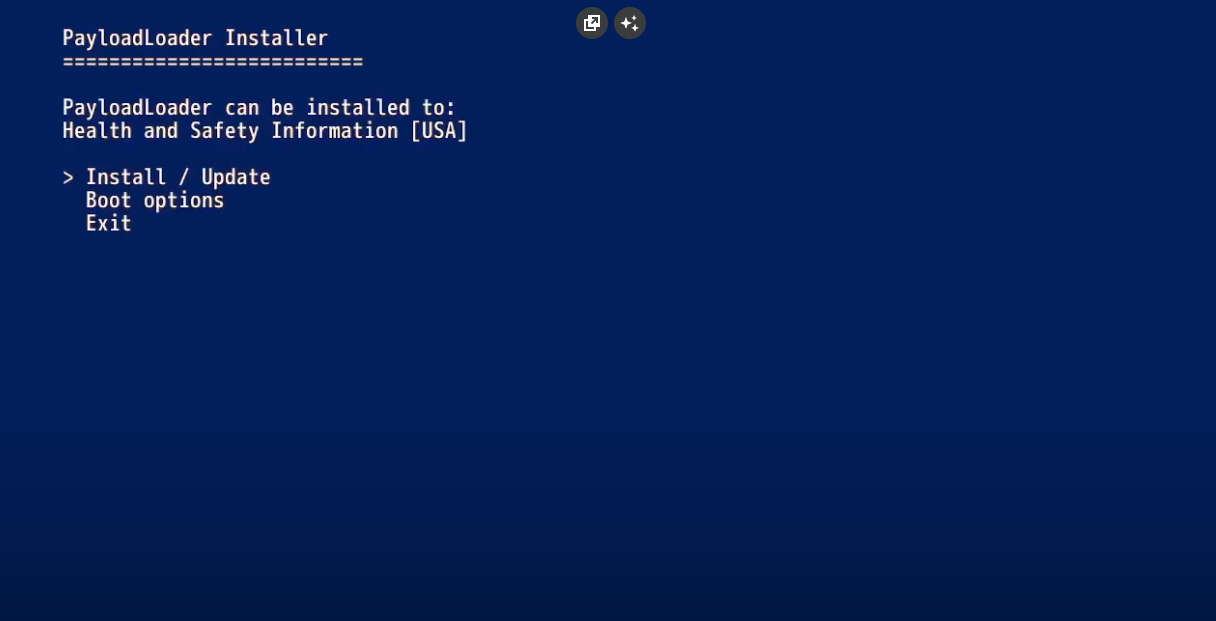 PayloadLoader Installer
==========================
PayloadLoader can be installed to:
Health and Safety Information [USA]
> Install / Update
Boot options
Exit